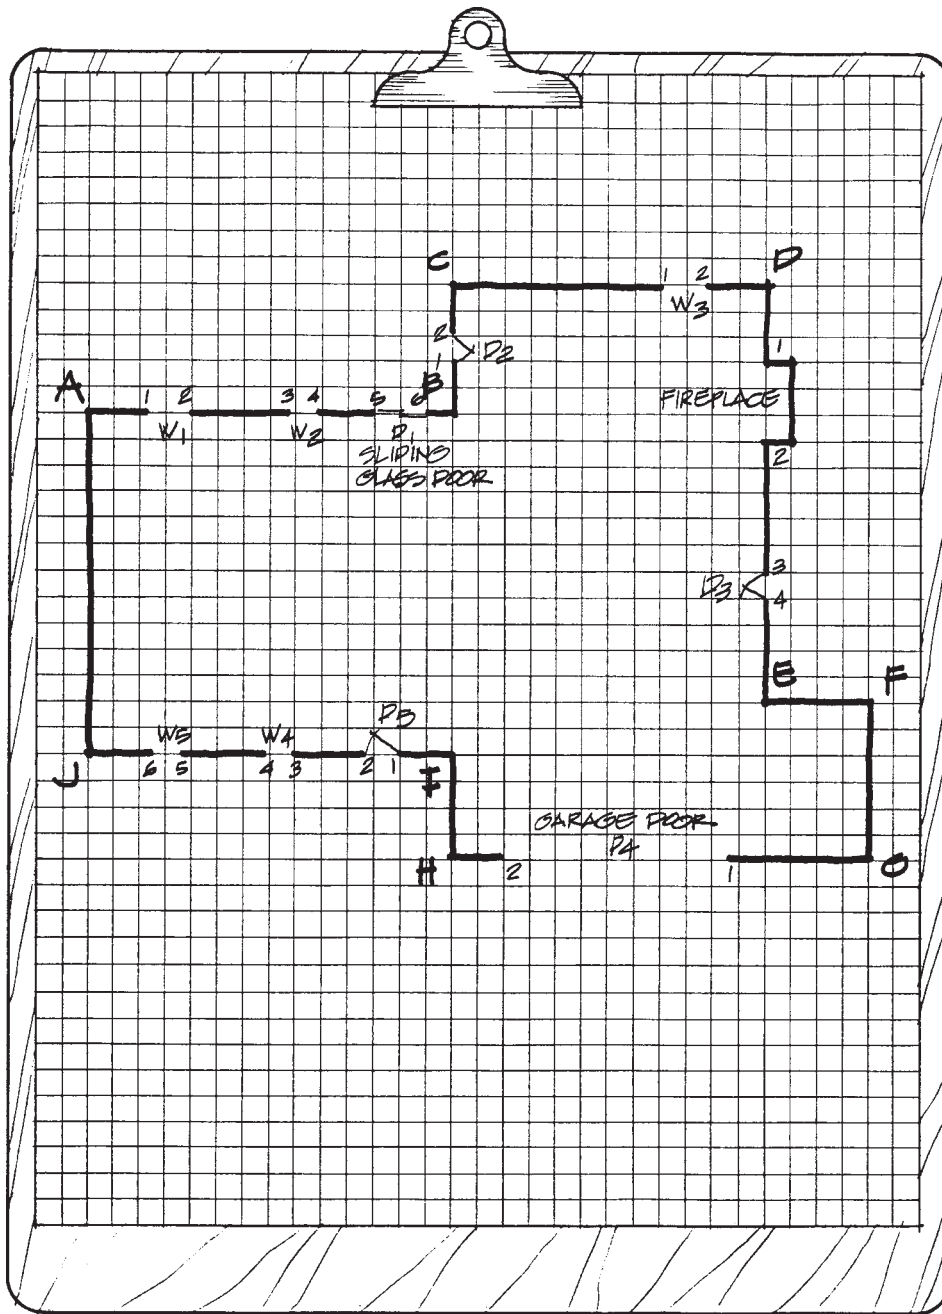 C
D
1 2
W3
2
D2
1
1
A
B
1 2 3 4 5 6
FIREPLACE
W1 W2 D1
SLIDING
GLASS DOOR
2
3
D3
4
E
F
D5
W5 W4
J
6 5 4 3 2 1
I
GARAGE DOOR
D4
H
2
1
G